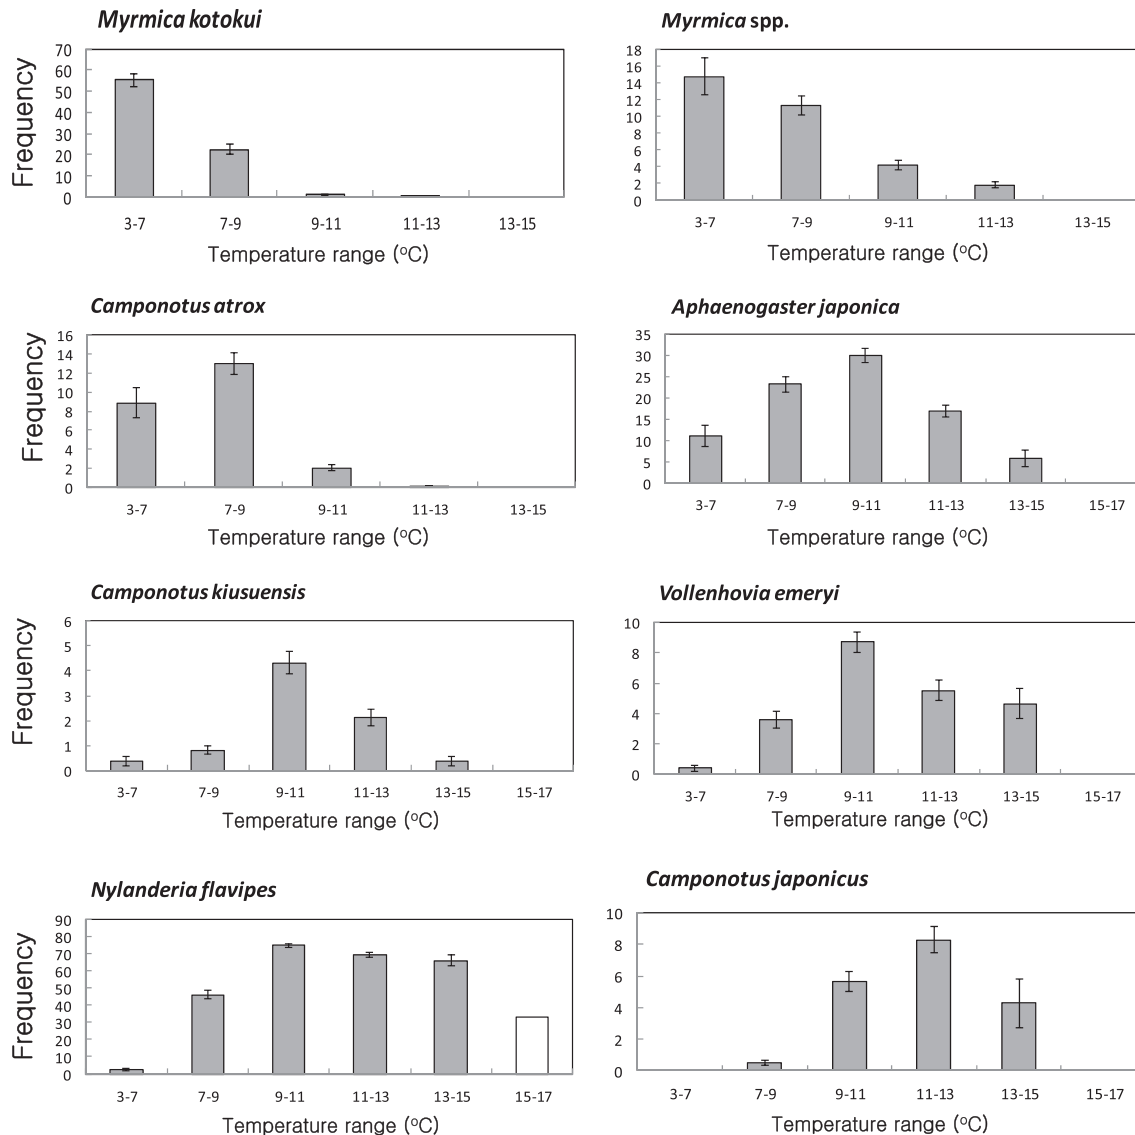 Myrmica kotokui
Frequency
70
60
50
40
30
20
10
0
3-7 7-9 9-11 11-13 13-15
Temperature range (ºC)
Myrmica spp.
18
16
14
12
10
8
6
4
2
0
3-7 7-9 9-11 11-13 13-15
Temperature range (ºC)
Camponotus atrox
Frequency
16
14
12
10
8
6
4
2
0
3-7 7-9 9-11 11-13 13-15
Temperature range (ºC)
Aphaenogaster japonica
35
30
25
20
15
10
5
0
3-7 7-9 9-11 11-13 13-15 15-17
Temperature range (ºC)
Camponotus kiusuensis
Frequency
6
5
4
3
2
1
0
3-7 7-9 9-11 11-13 13-15 15-17
Temperature range (ºC)
Vollenhovia emeryi
10
8
6
4
2
0
3-7 7-9 9-11 11-13 13-15 15-17
Temperature range (ºC)
Nylanderia flavipes
Frequency
90
80
70
60
50
40
30
20
10
0
3-7 7-9 9-11 11-13 13-15 15-17
Temperature range (ºC)
Camponotus japonicus
10
8
6
4
2
0
3-7 7-9 9-11 11-13 13-15 15-17
Temperature range (ºC)